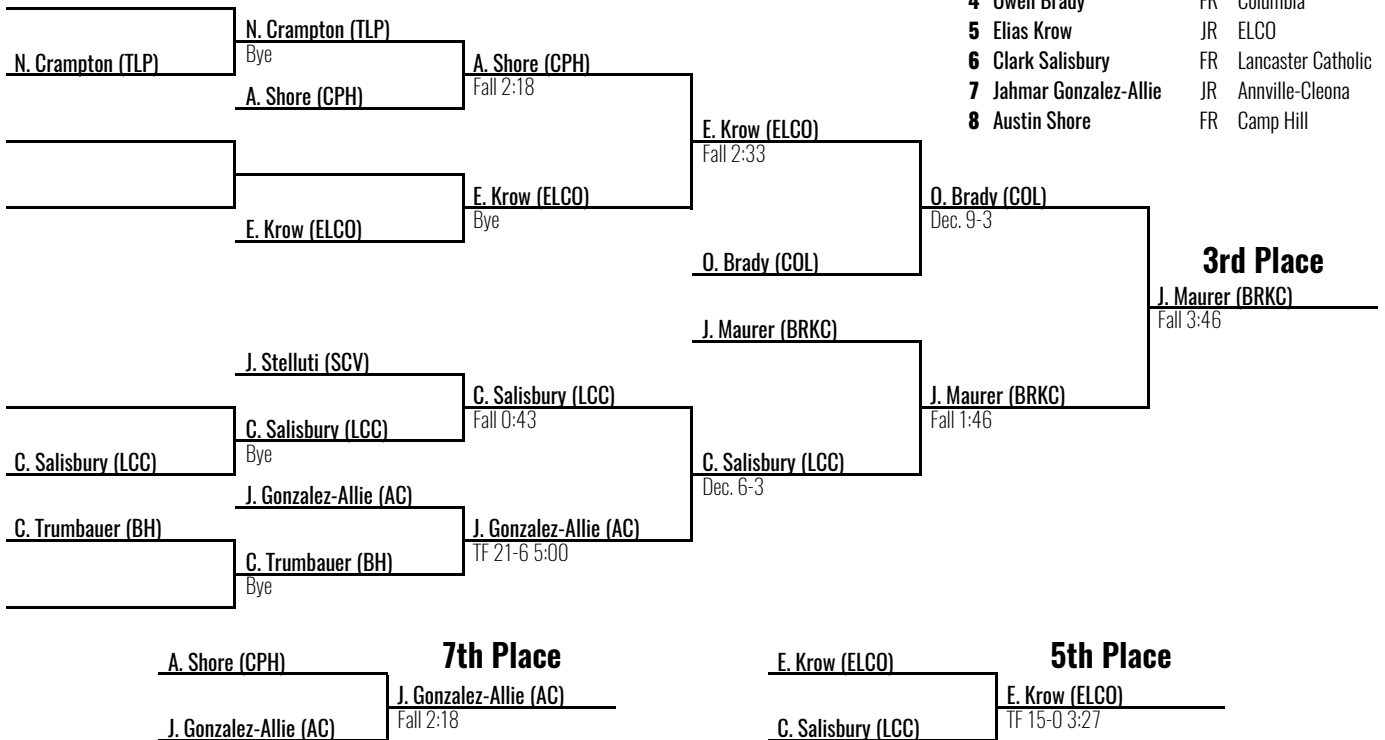 4 Owen Brady FR Columbia
5 Elias Krow JR ELCO
6 Clark Salisbury FR Lancaster Catholic
7 Jahmar Gonzalez-Allie JR Annville-Cleona
8 Austin Shore FR Camp Hill
N. Crampton (TLP)
N. Crampton (TLP)
Bye
A. Shore (CPH)
A. Shore (CPH)
Fall 2:18
E. Krow (ELCO)
E. Krow (ELCO)
Bye
E. Krow (ELCO)
Fall 2:33
O. Brady (COL)
O. Brady (COL)
Dec. 9-3
3rd Place
J. Maurer (BRKC)
Fall 3:46
J. Maurer (BRKC)
J. Maurer (BRKC)
Fall 1:46
J. Stelluti (SCV)
C. Salisbury (LCC)
Fall 0:43
C. Salisbury (LCC)
Bye
C. Salisbury (LCC)
C. Salisbury (LCC)
Dec. 6-3
J. Gonzalez-Allie (AC)
C. Trumbauer (BH)
J. Gonzalez-Allie (AC)
TF 21-6 5:00
C. Trumbauer (BH)
Bye
7th Place
A. Shore (CPH)
J. Gonzalez-Allie (AC)
Fall 2:18
J. Gonzalez-Allie (AC)
5th Place
E. Krow (ELCO)
E. Krow (ELCO)
TF 15-0 3:27
C. Salisbury (LCC)